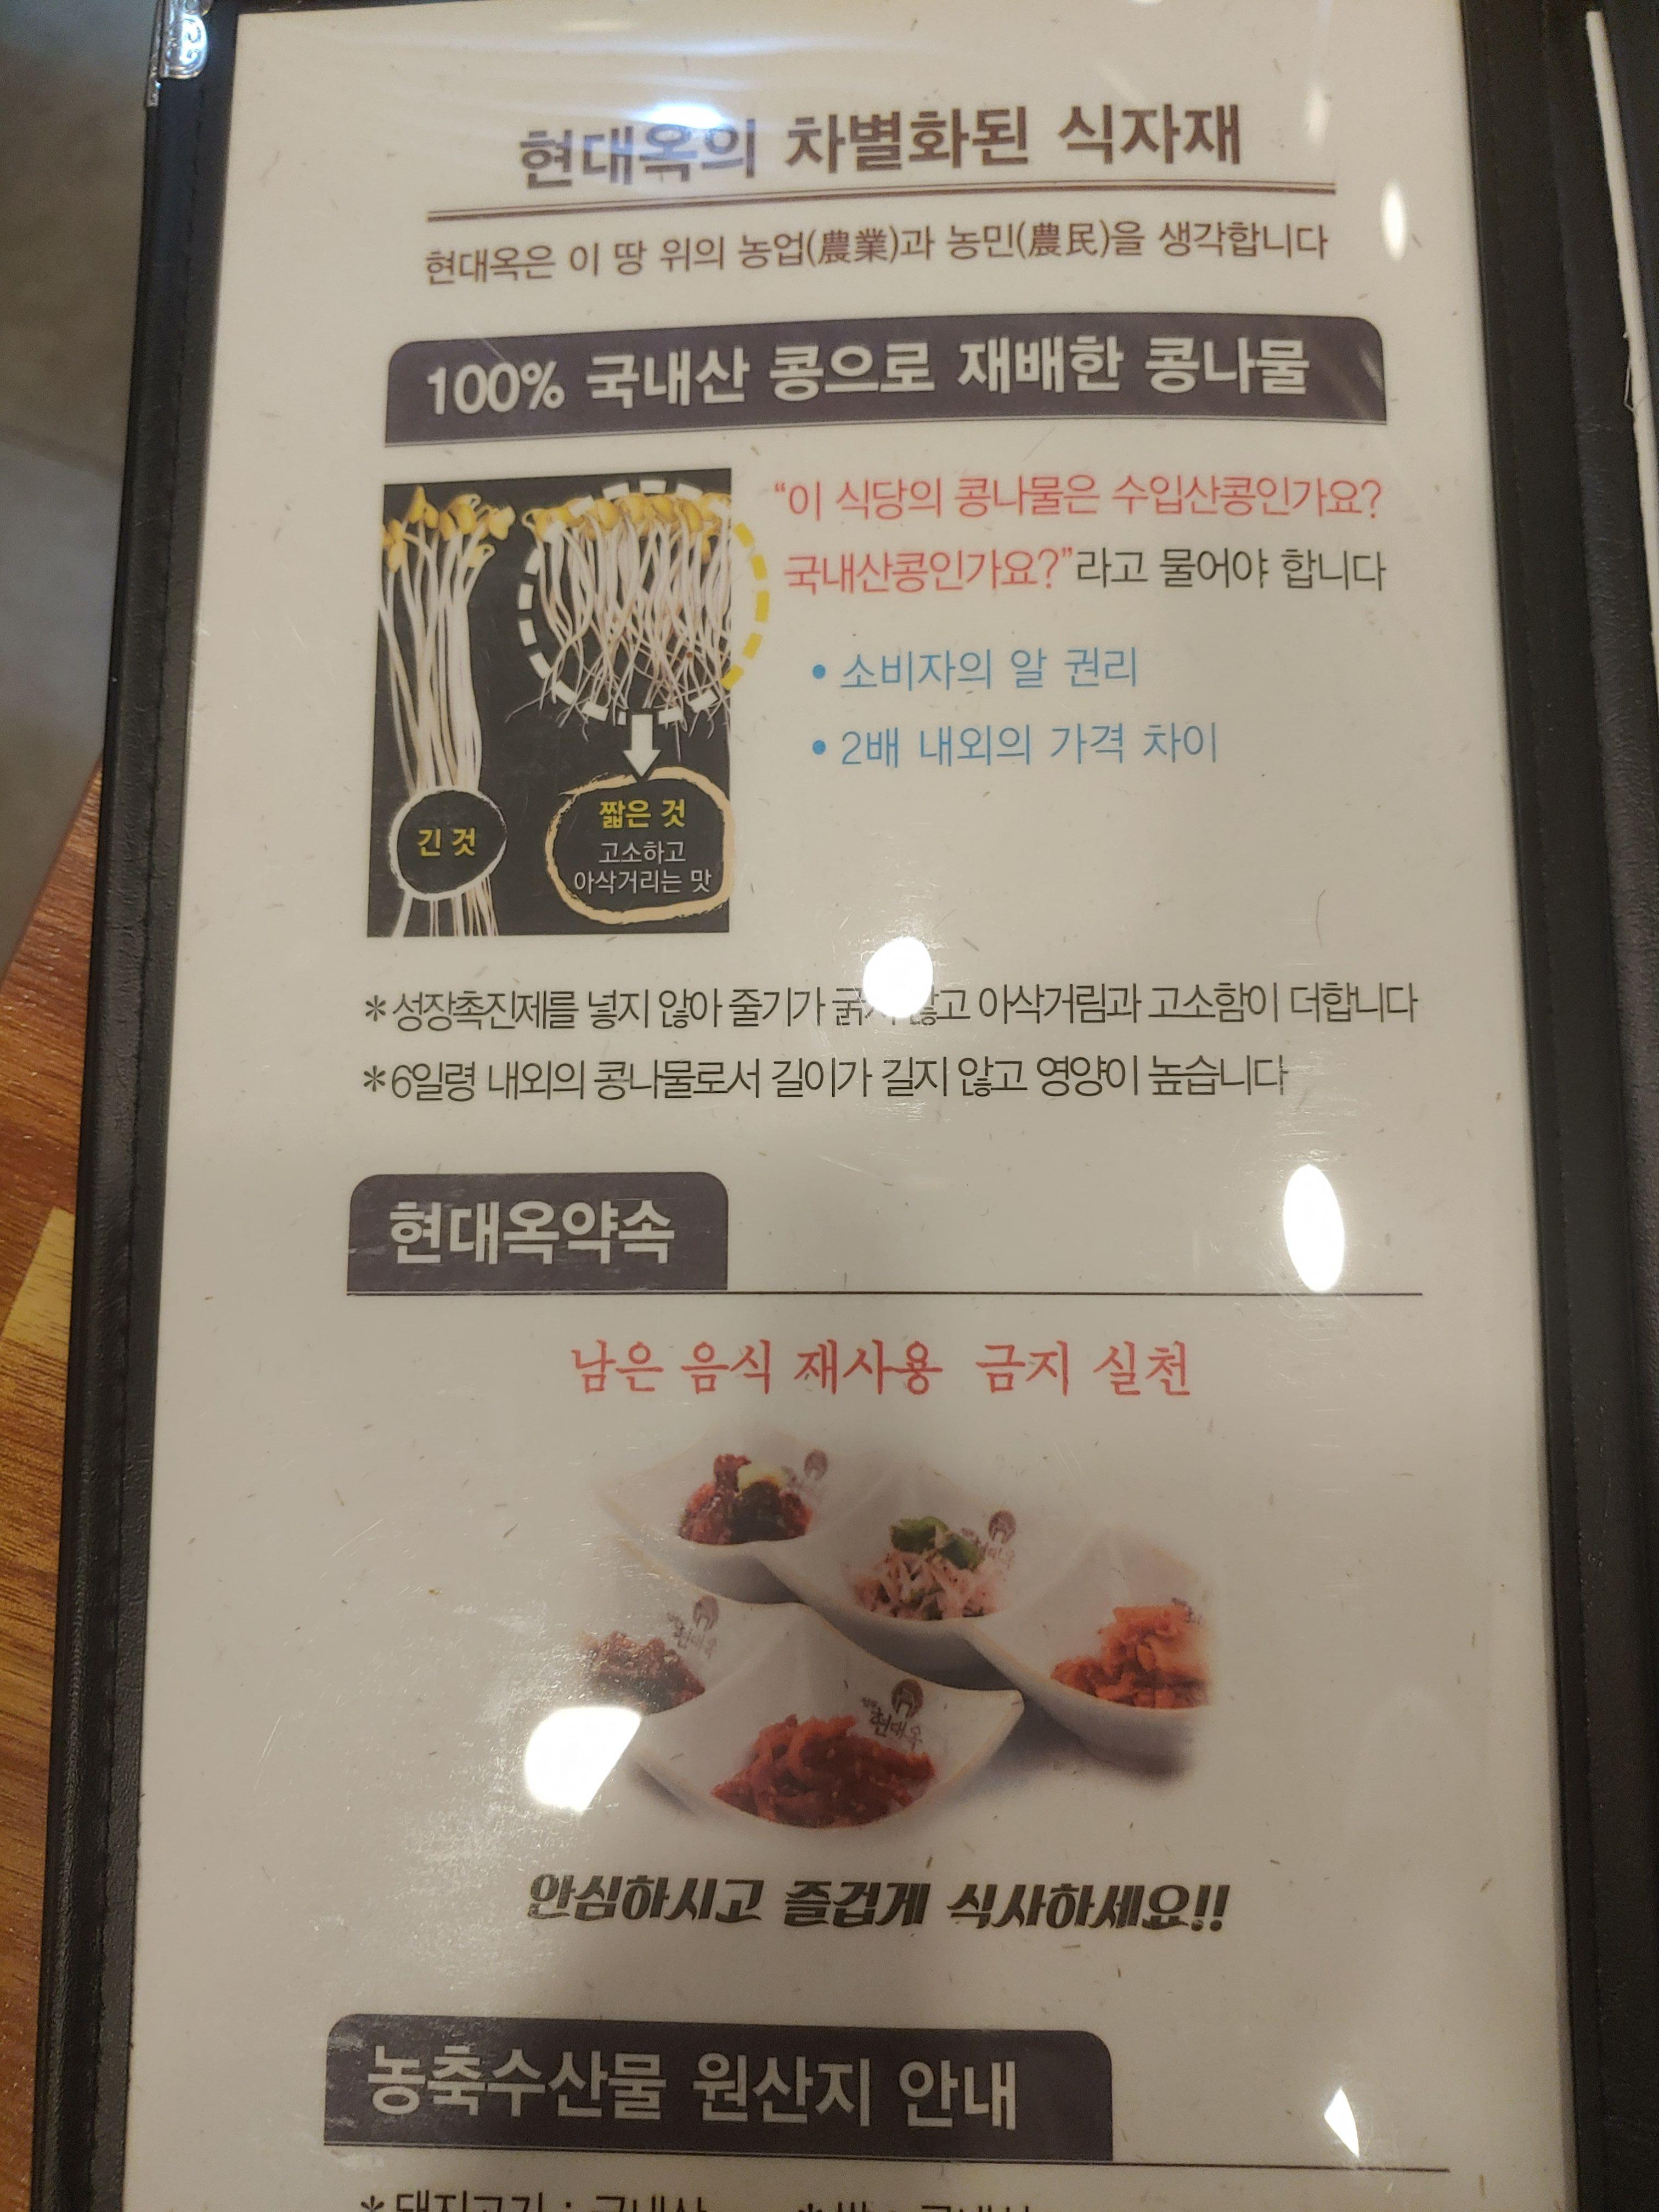 현대옥의 차별화된 식자재
현대옥은 이 땅 위의 농업(農業)과 농민(農民)을 생각합니다
100% 국내산 콩으로 재배한 콩나물
“이 식당의 콩나물은 수입산콩인가요?
국내산콩인가요?”라고 물어야 합니다
• 소비자의 알 권리
• 2배 내외의 가격 차이
긴 것
짧은 것
고소하고
아삭거리는 맛
*성장촉진제를 넣지 않아 줄기가 않고 아삭거림과 고소함이 더합니다
*6일령 내외의 콩나물로서 길이가 길지 않고 영양이 높습니다
현대옥약속
남은 음식 재사용 금지 실천
현대옥
현대옥
안심하시고 즐겁게 식사하세요!!
농축수산물 원산지 안내
*돼지고기 : 국내산